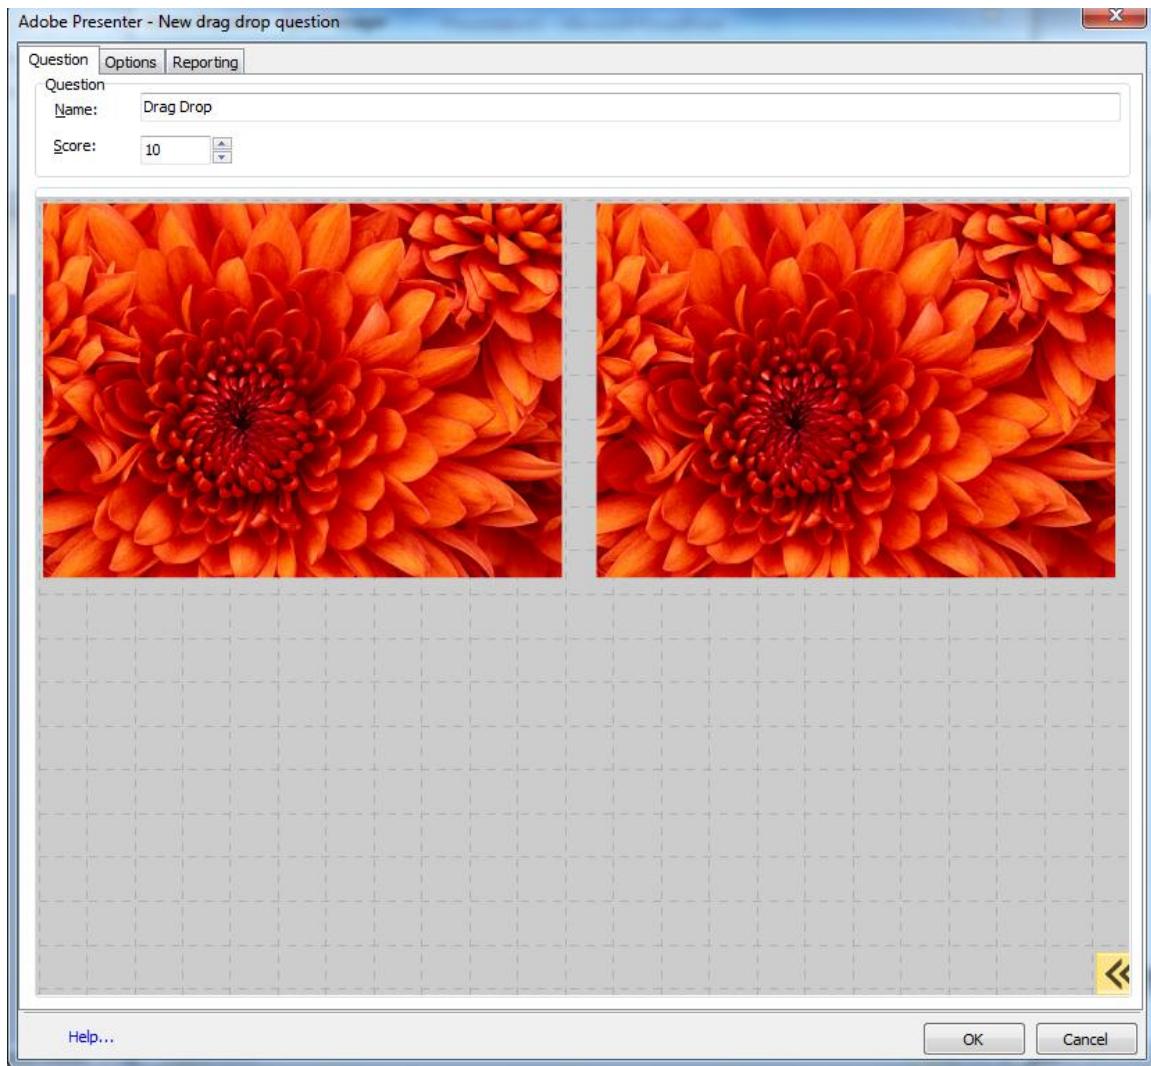 Adobe Presenter - New drag drop question
Question Options Reporting
Question
Name: Drag Drop
Score: 10
Help...
OK Cancel